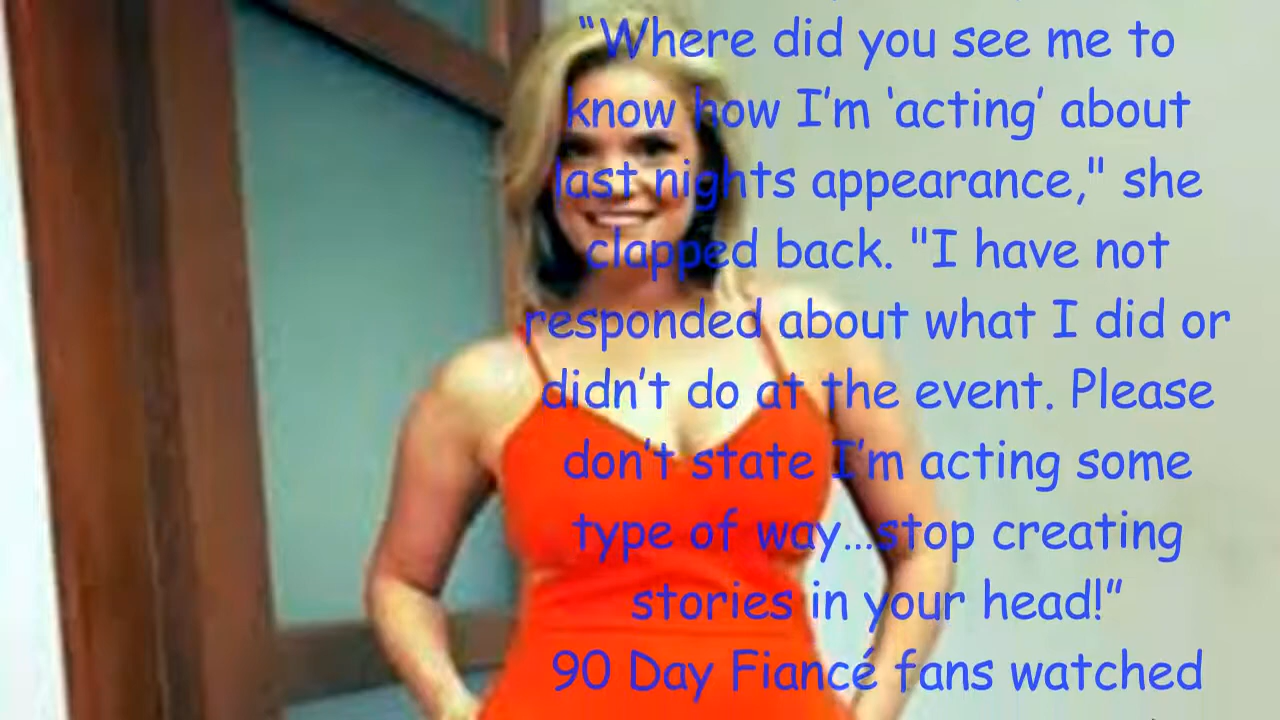 “Where did you see me to
know how I’m ‘acting’ about
last nights appearance," she
clapped back. "I have not
responded about what I did or
didn’t do at the event. Please
don’t state I’m acting some
type of way…stop creating
stories in your head!”
90 Day Fiancé fans watched